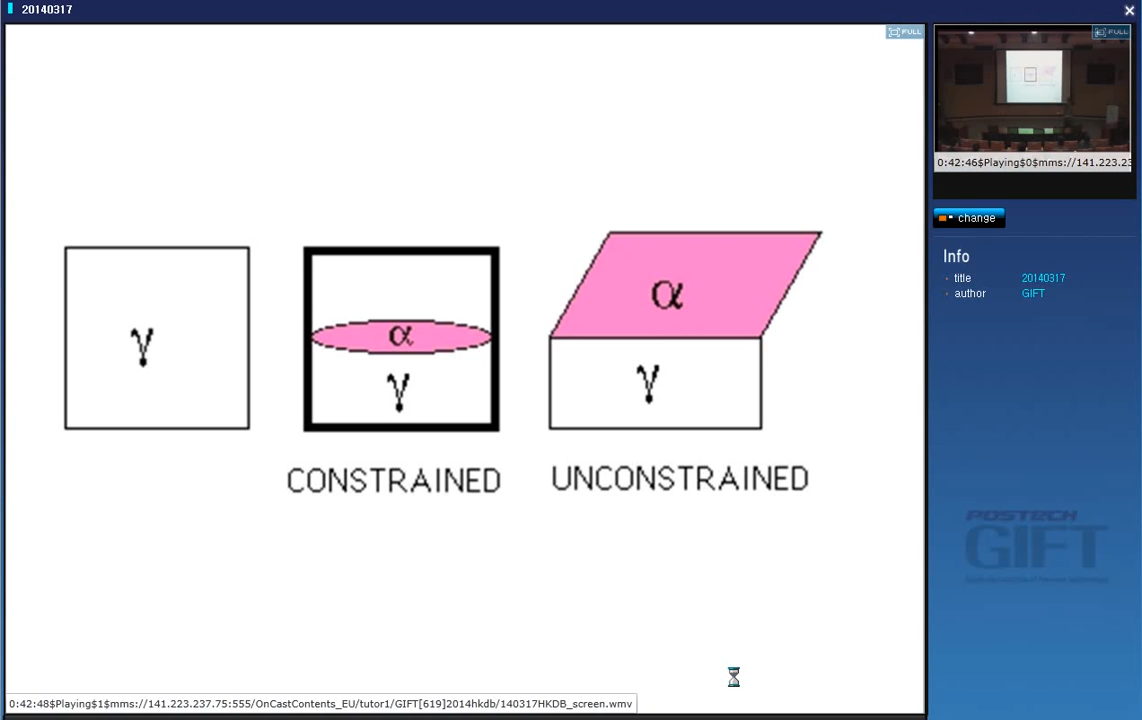 20140317
FULL
FULL
0:42:46$Playing$0$mms://141.223.23
change
Info
title 20140317
author GIFT
γ
α
γ
α
γ
CONSTRAINED
UNCONSTRAINED
POSTECH
GIFT
0:42:48$Playing$1$mms://141.223.237.75:555/OnCastContents_EU/tutor1/GIFT[619]2014hkdb/140317HKDB_screen.wmv